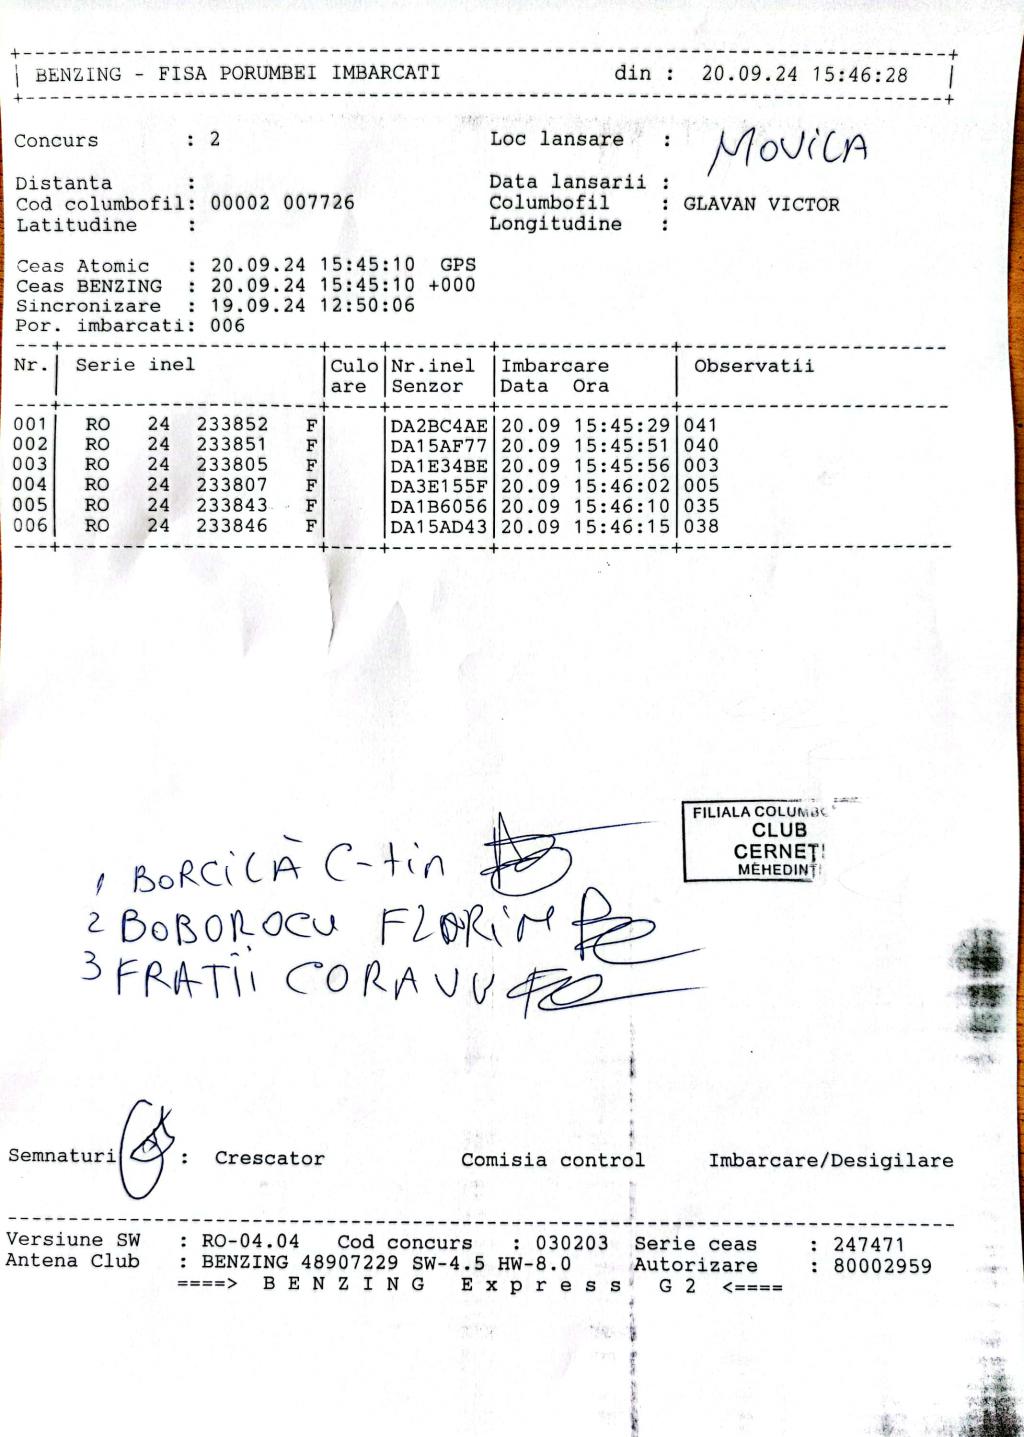 BENZING - FISA PORUMBEI IMBARCATI din : 20.09.24 15:46:28
Concurs : 2 Loc lansare : MOVILA
Distanta : Data lansarii :
Cod columbofil: 00002 007726 Columbofil : GLAVAN VICTOR
Latitudine : Longitudine :
Ceas Atomic : 20.09.24 15:45:10 GPS
Ceas BENZING : 20.09.24 15:45:10 +000
Sincronizare : 19.09.24 12:50:06
Por. imbarcati: 006
Nr. Serie inel Culo Nr.inel Imbarcare Observatii
are Senzor Data Ora
001 RO 24 233852 F DA2BC4AE 20.09 15:45:29 041
002 RO 24 233851 F DA15AF77 20.09 15:45:51 040
003 RO 24 233805 F DA1E34BE 20.09 15:45:56 003
004 RO 24 233807 F DA3E155F 20.09 15:46:02 005
005 RO 24 233843 F DA1B6056 20.09 15:46:10 035
006 RO 24 233846 F DA15AD43 20.09 15:46:15 038
FILIALA COLUMBO
CLUB
CERNEȚI
MEHEDINȚI
1 BORCILĂ C-tin
2 BOBOROCU FLORIN
3 FRATII CORAVU
Semnaturi : Crescator Comisia control Imbarcare/Desigilare
Versiune SW : RO-04.04 Cod concurs : 030203 Serie ceas : 247471
Antena Club : BENZING 48907229 SW-4.5 HW-8.0 Autorizare : 80002959
====> B E N Z I N G E x p r e s s G 2 <====